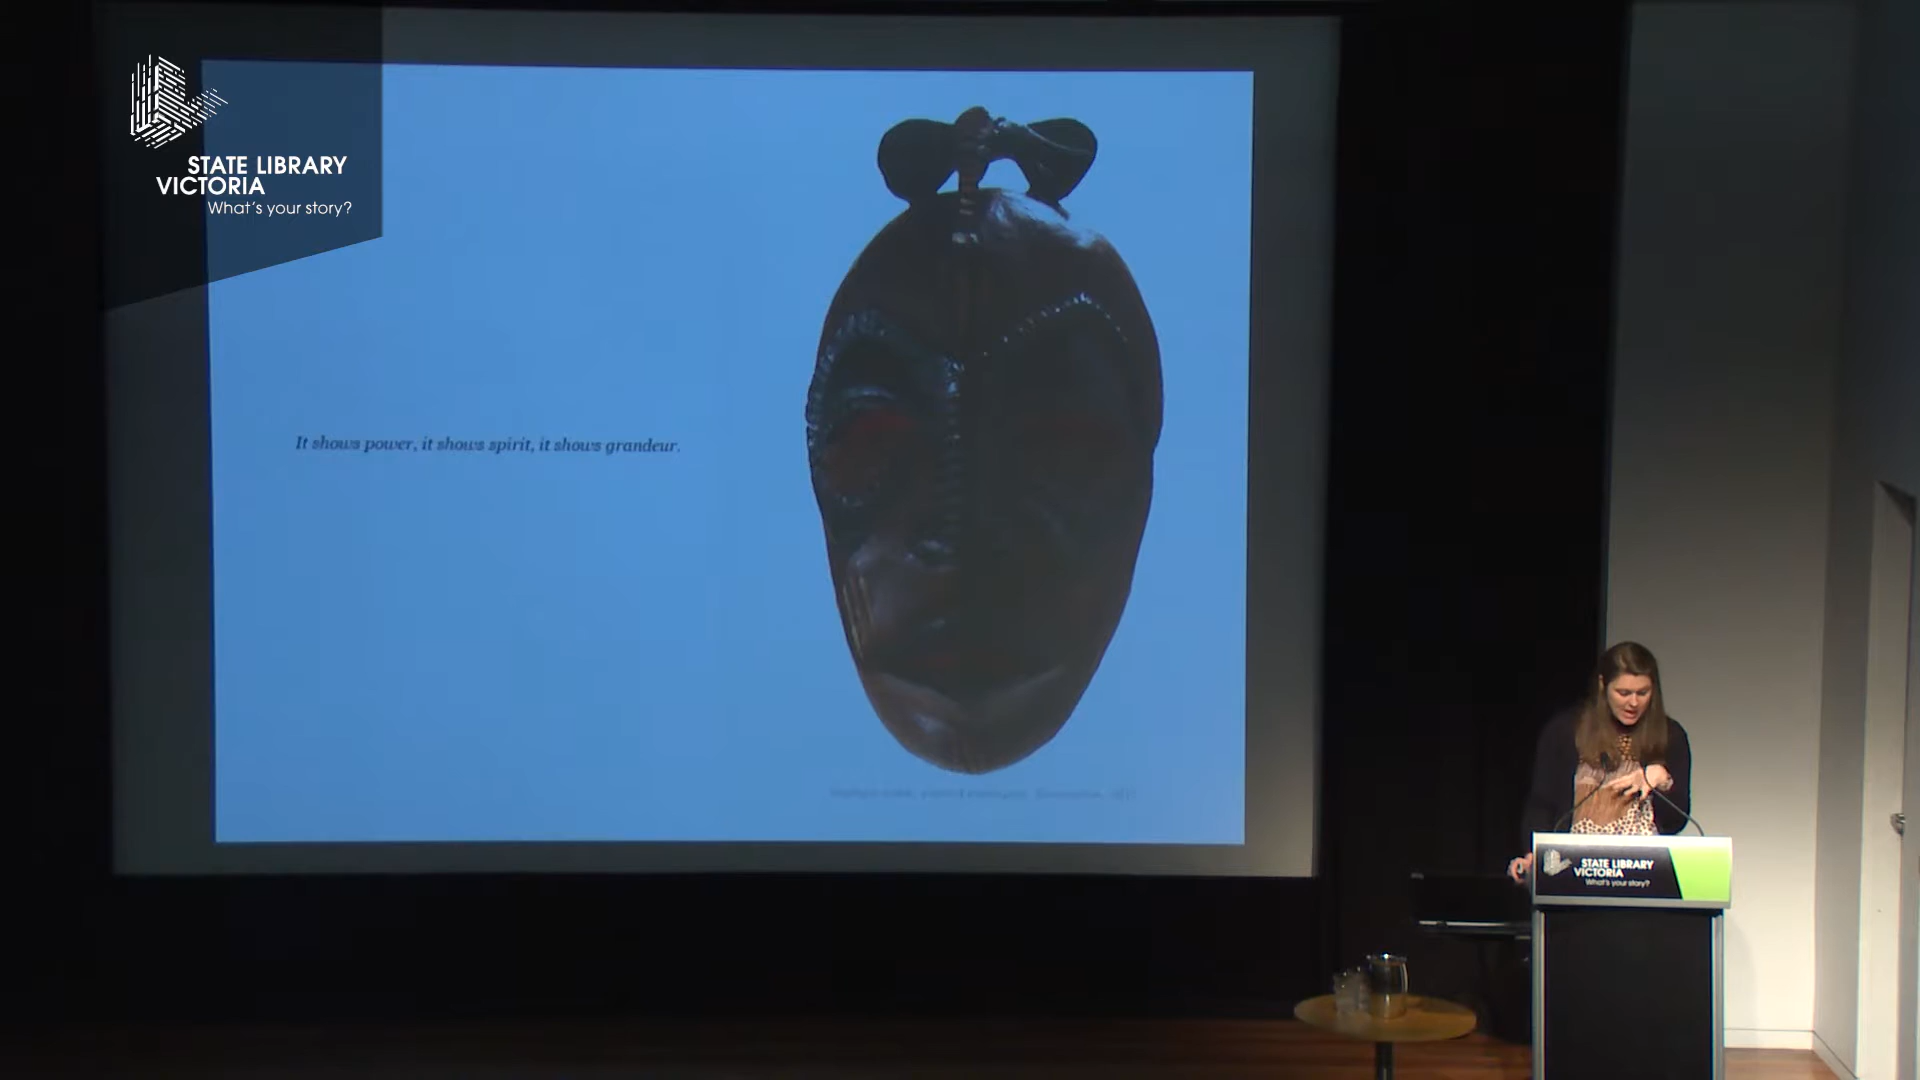 STATE LIBRARY
VICTORIA
What's your story?
It shows power, it shows spirit, it shows grandeur.
STATE LIBRARY
VICTORIA
What's your story?